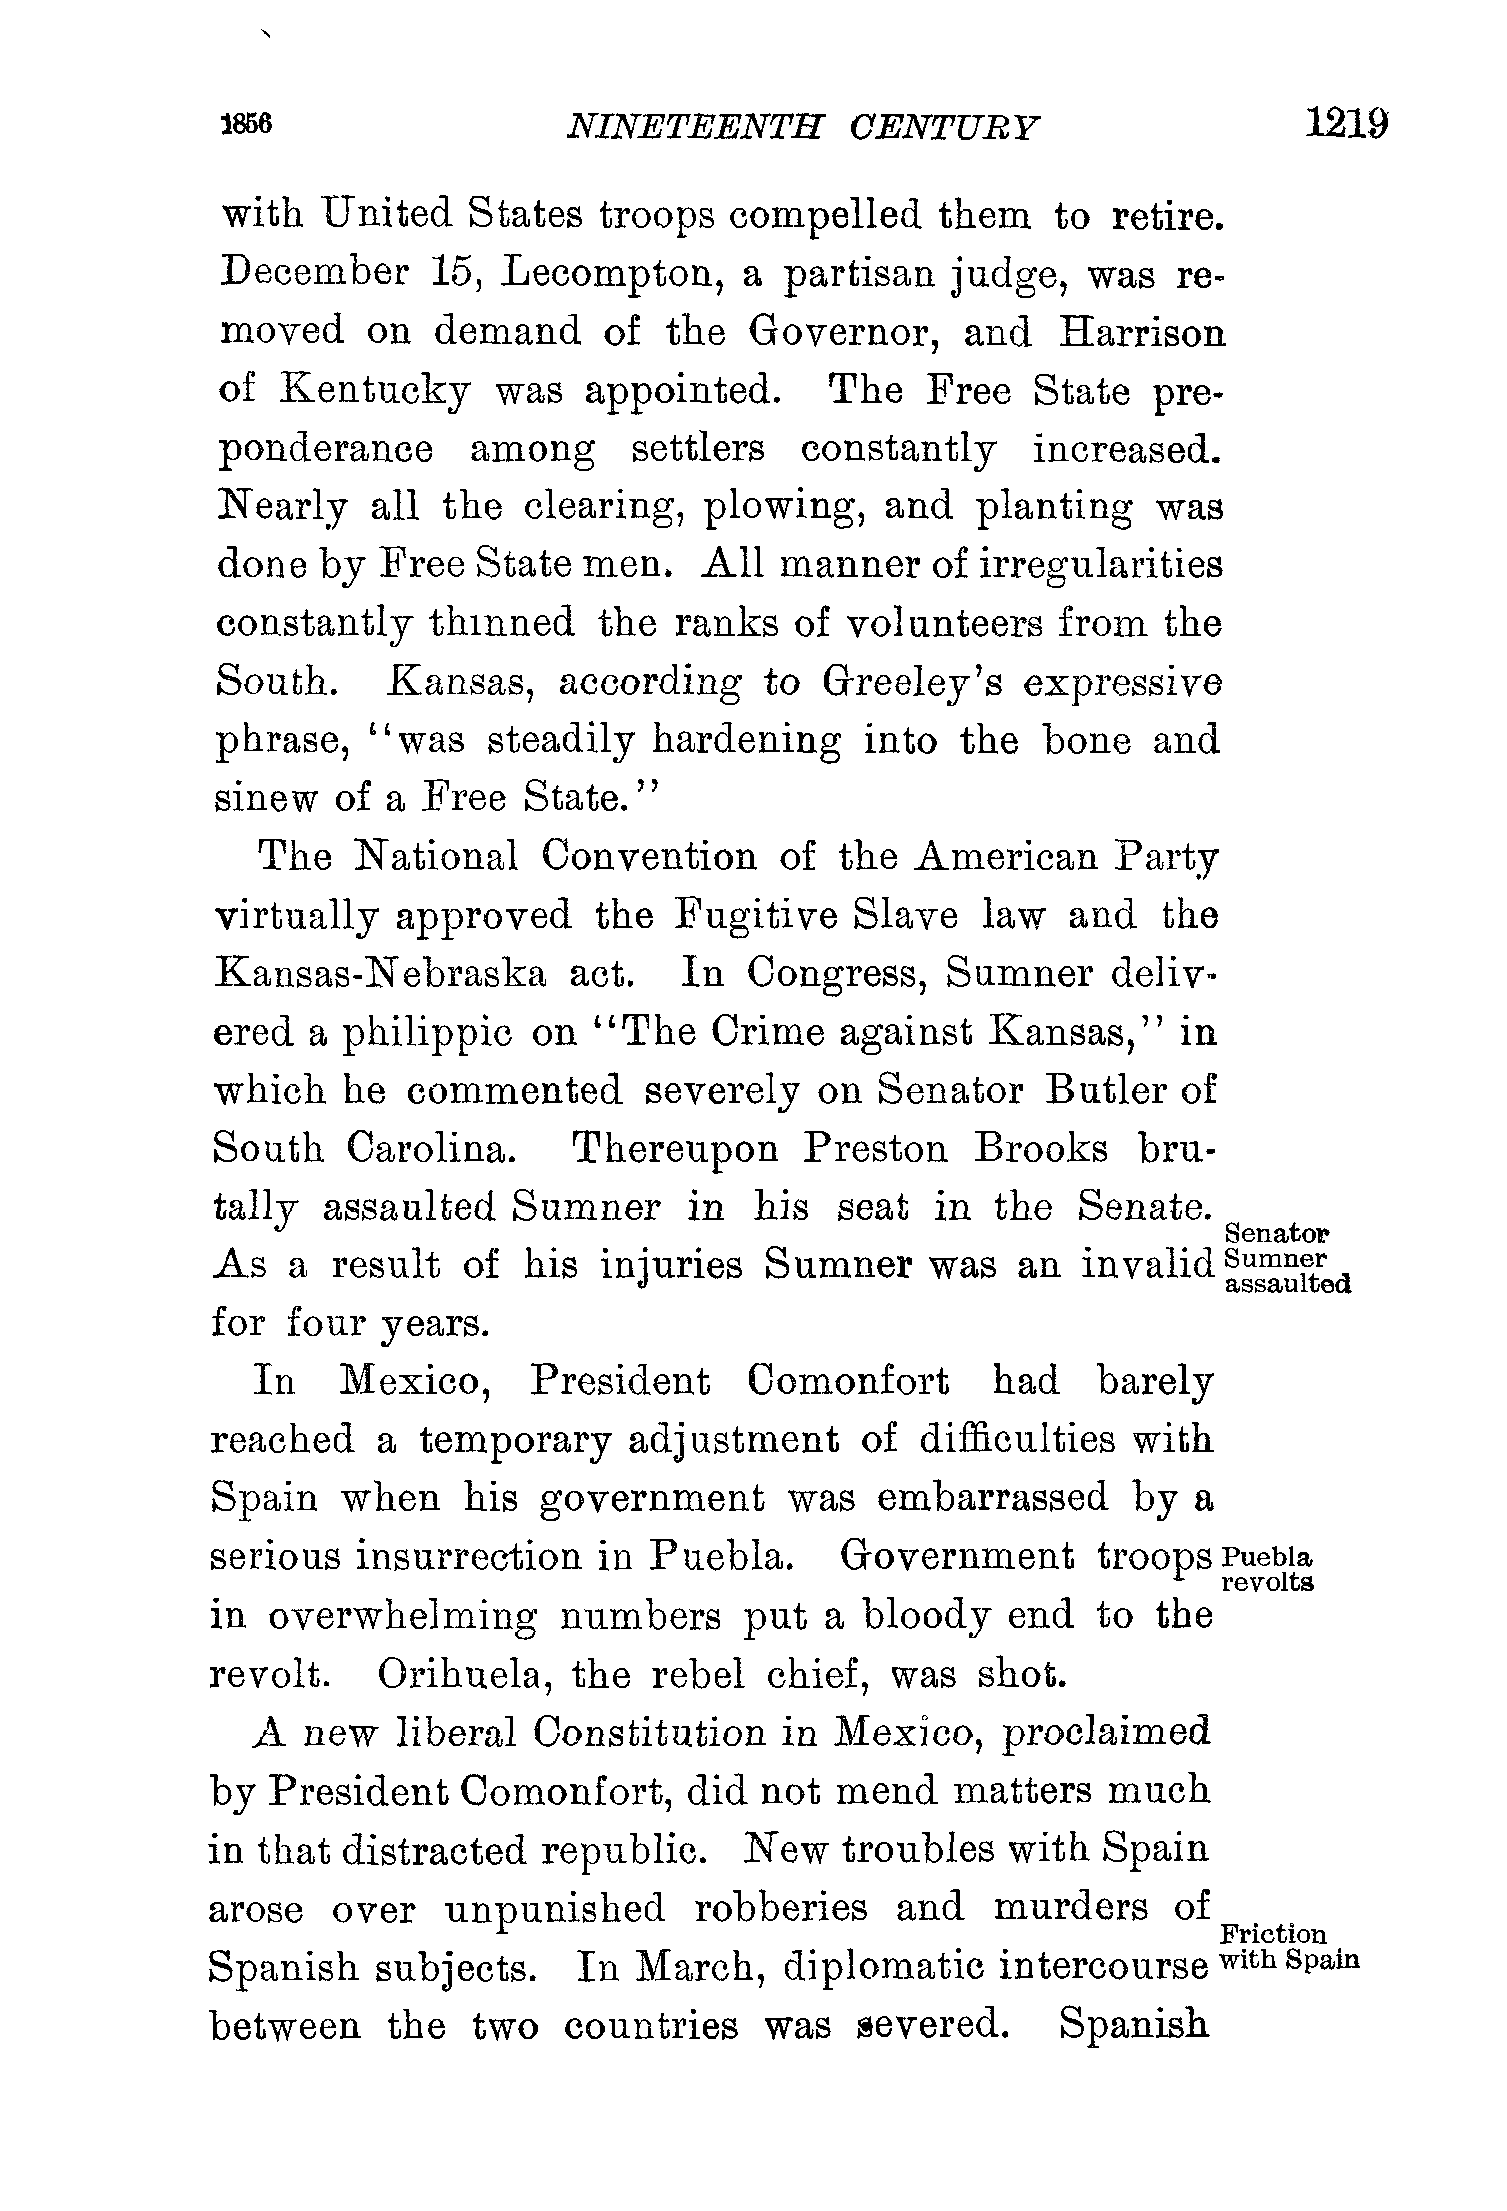 1856 NINETEENTH CENTURY 1219
with United States troops compelled them to retire.
December 15, Lecompton, a partisan judge, was re-
moved on demand of the Governor, and Harrison
of Kentucky was appointed. The Free State pre-
ponderance among settlers constantly increased.
Nearly all the clearing, plowing, and planting was
done by Free State men. All manner of irregularities
constantly thinned the ranks of volunteers from the
South. Kansas, according to Greeley's expressive
phrase, "was steadily hardening into the bone and
sinew of a Free State."
The National Convention of the American Party
virtually approved the Fugitive Slave law and the
Kansas-Nebraska act. In Congress, Sumner deliv-
ered a philippic on "The Crime against Kansas," in
which he commented severely on Senator Butler of
South Carolina. Thereupon Preston Brooks bru-
tally assaulted Sumner in his seat in the Senate.
As a result of his injuries Sumner was an invalid
for four years.
Senator
Sumner
assaulted
In Mexico, President Comonfort had barely
reached a temporary adjustment of difficulties with
Spain when his government was embarrassed by a
serious insurrection in Puebla. Government troops
in overwhelming numbers put a bloody end to the
revolt. Orihuela, the rebel chief, was shot.
Puebla
revolts
A new liberal Constitution in Mexico, proclaimed
by President Comonfort, did not mend matters much
in that distracted republic. New troubles with Spain
arose over unpunished robberies and murders of
Spanish subjects. In March, diplomatic intercourse
between the two countries was severed. Spanish
Friction
with Spain